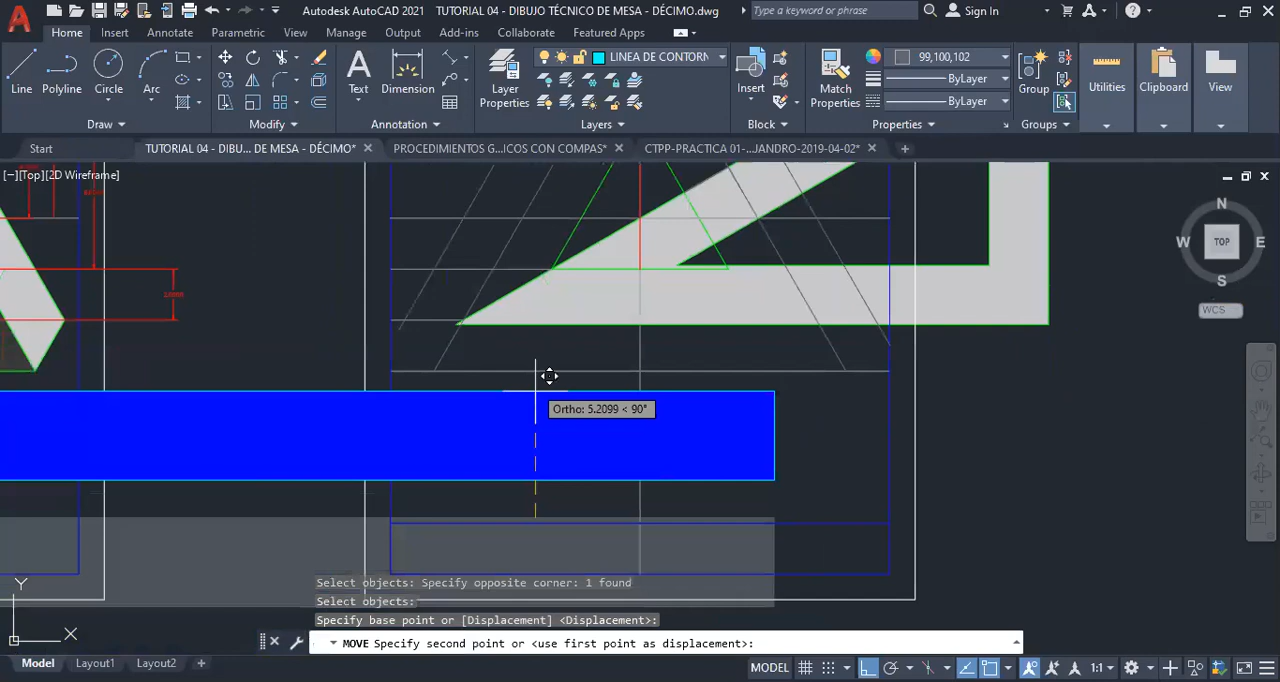 Autodesk AutoCAD 2021 TUTORIAL 04 - DIBUJO TÉCNICO DE MESA - DÉCIMO.dwg
Type a keyword or phrase
Sign In
Home Insert Annotate Parametric View Manage Output Add-ins Collaborate Featured Apps
LINEA DE CONTORN
99,100,102
ByLayer
ByLayer
Line Polyline Circle Arc Text Dimension Layer Properties Insert Match Properties Group Utilities Clipboard View
Draw Modify Annotation Layers Block Properties Groups
Start TUTORIAL 04 - DIBU... DE MESA - DÉCIMO* PROCEDIMIENTOS G...ICOS CON COMPAS* CTPP-PRACTICA 01-...JANDRO-2019-04-02*
[−][Top][2D Wireframe]
N
W TOP E
S
WCS
Ortho: 5.2099 < 90°
Select objects: Specify opposite corner: 1 found
Select objects:
Specify base point or [Displacement] <Displacement>:
MOVE Specify second point or <use first point as displacement>:
Y
X
Model Layout1 Layout2
MODEL 1:1